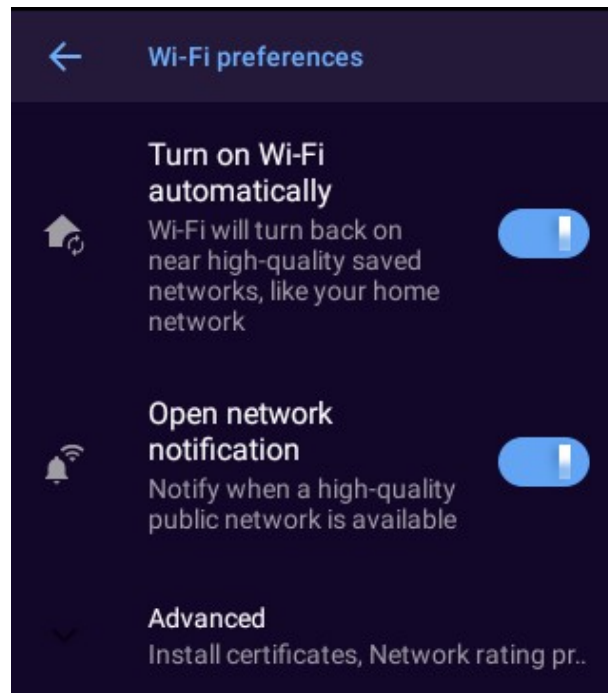 Wi-Fi preferences
Turn on Wi-Fi
automatically
Wi-Fi will turn back on
near high-quality saved
networks, like your home
network
Open network
notification
Notify when a high-quality
public network is available
Advanced
Install certificates, Network rating pr..